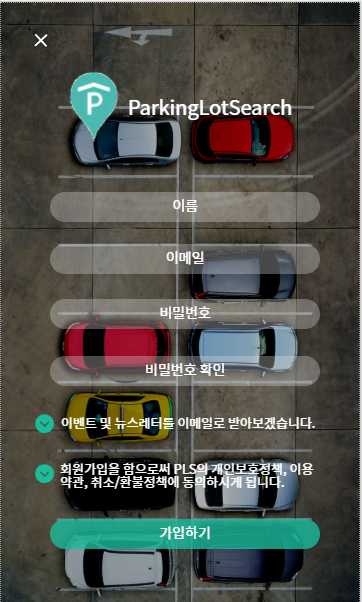 P
ParkingLotSearch
이름
이메일
비밀번호
비밀번호 확인
이벤트 및 뉴스레터를 이메일로 받아보겠습니다.
회원가입을 함으로써 PLS의 개인보호정책, 이용
약관, 취소/환불정책에 동의하시게 됩니다.
가입하기